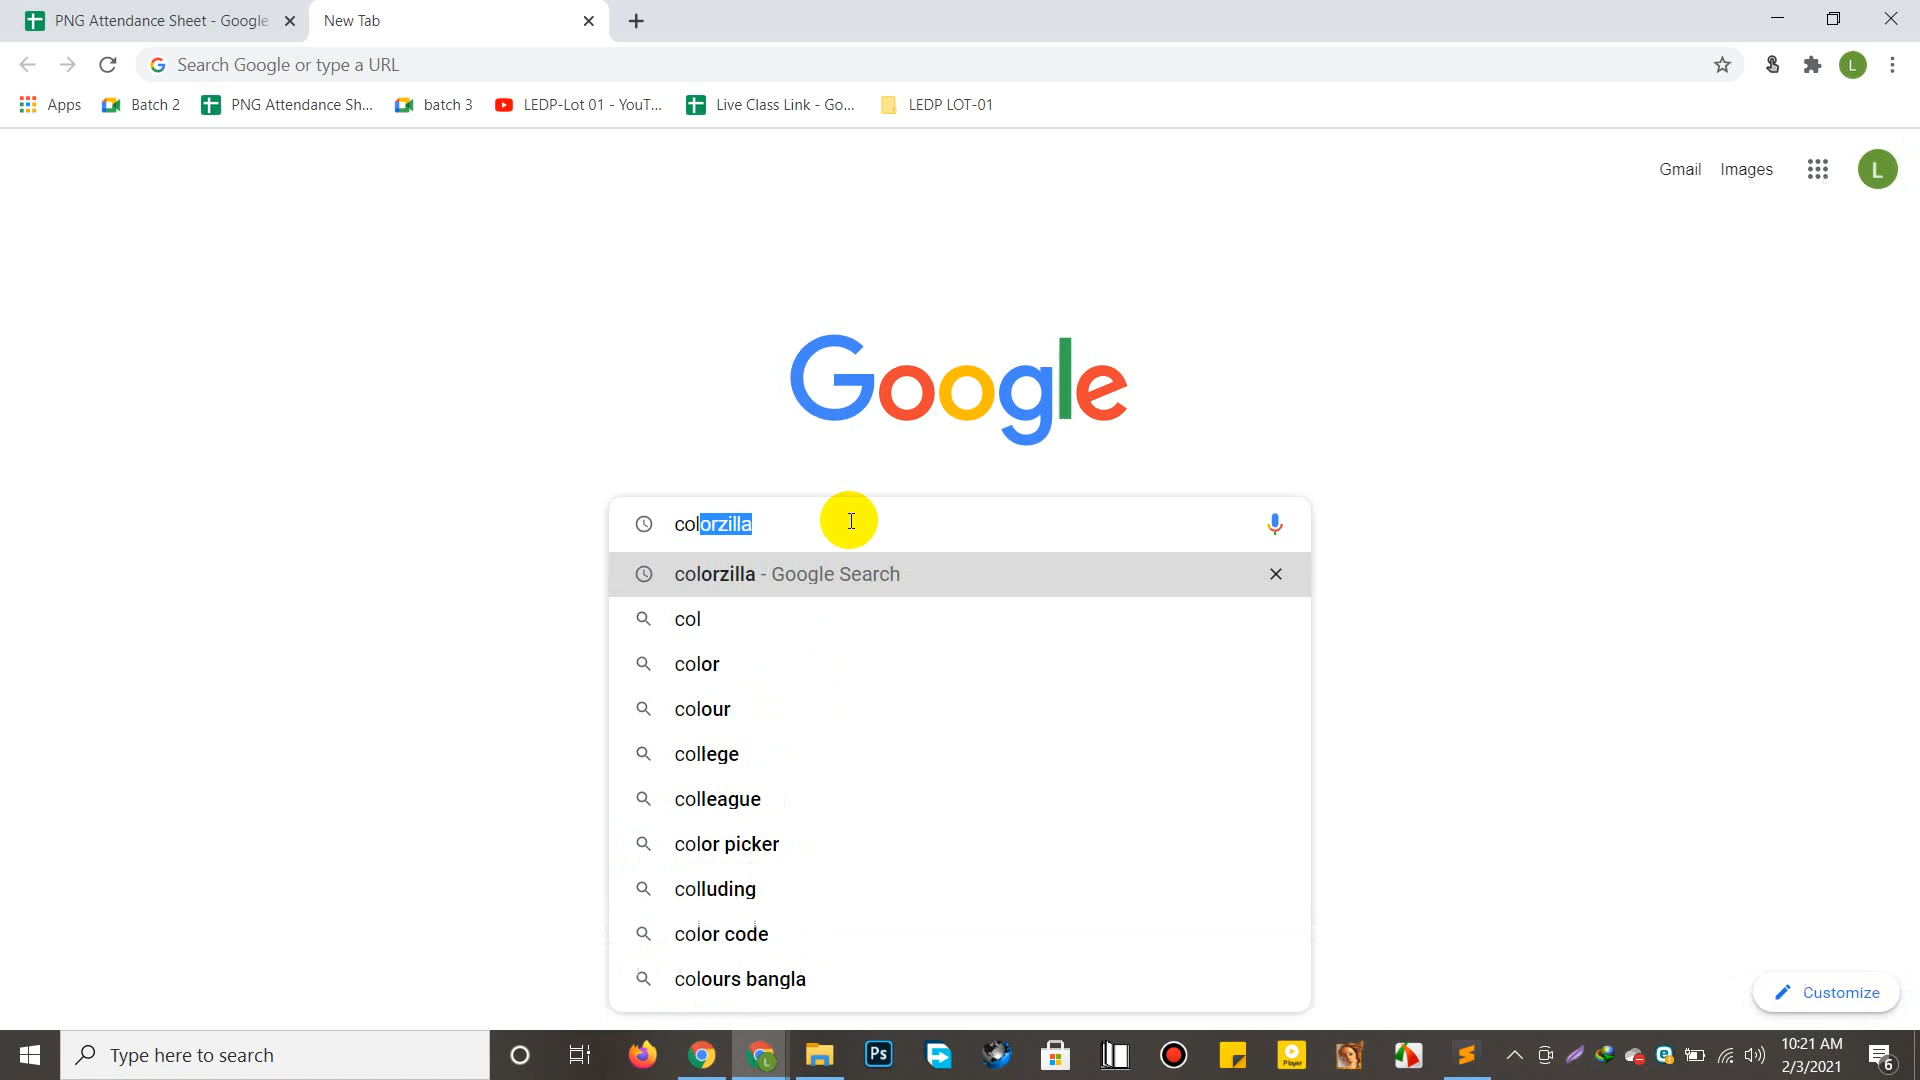 PNG Attendance Sheet - Google
New Tab
Search Google or type a URL
L
Apps
Batch 2
PNG Attendance Sh...
batch 3
LEDP-Lot 01 - YouT...
Live Class Link - Go...
LEDP LOT-01
Gmail Images
L
Google
colorzilla
colorzilla - Google Search
col
color
colour
college
colleague
color picker
colluding
color code
colours bangla
Customize
Type here to search
L
Ps
Player
10:21 AM
2/3/2021
6